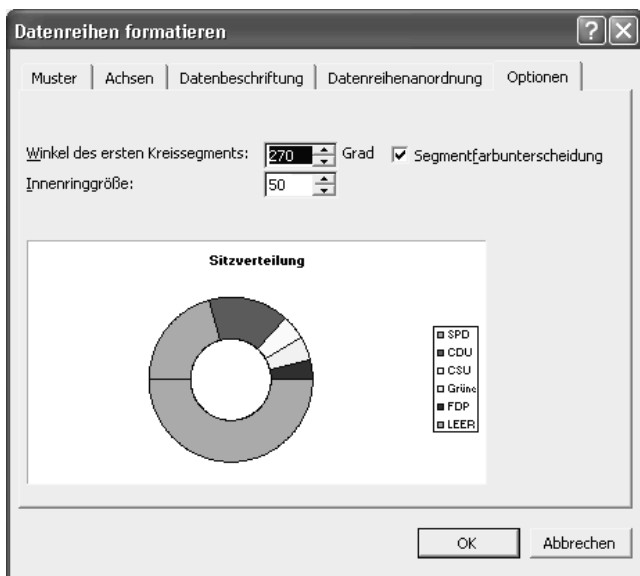 Datenreihen formatieren
Muster Achsen Datenbeschriftung Datenreihenanordnung Optionen
Winkel des ersten Kreissegments: 270 Grad Segmentfarbunterscheidung
Innenringgröße: 50
Sitzverteilung
SPD
CDU
CSU
Grüne
FDP
LEER
OK Abbrechen